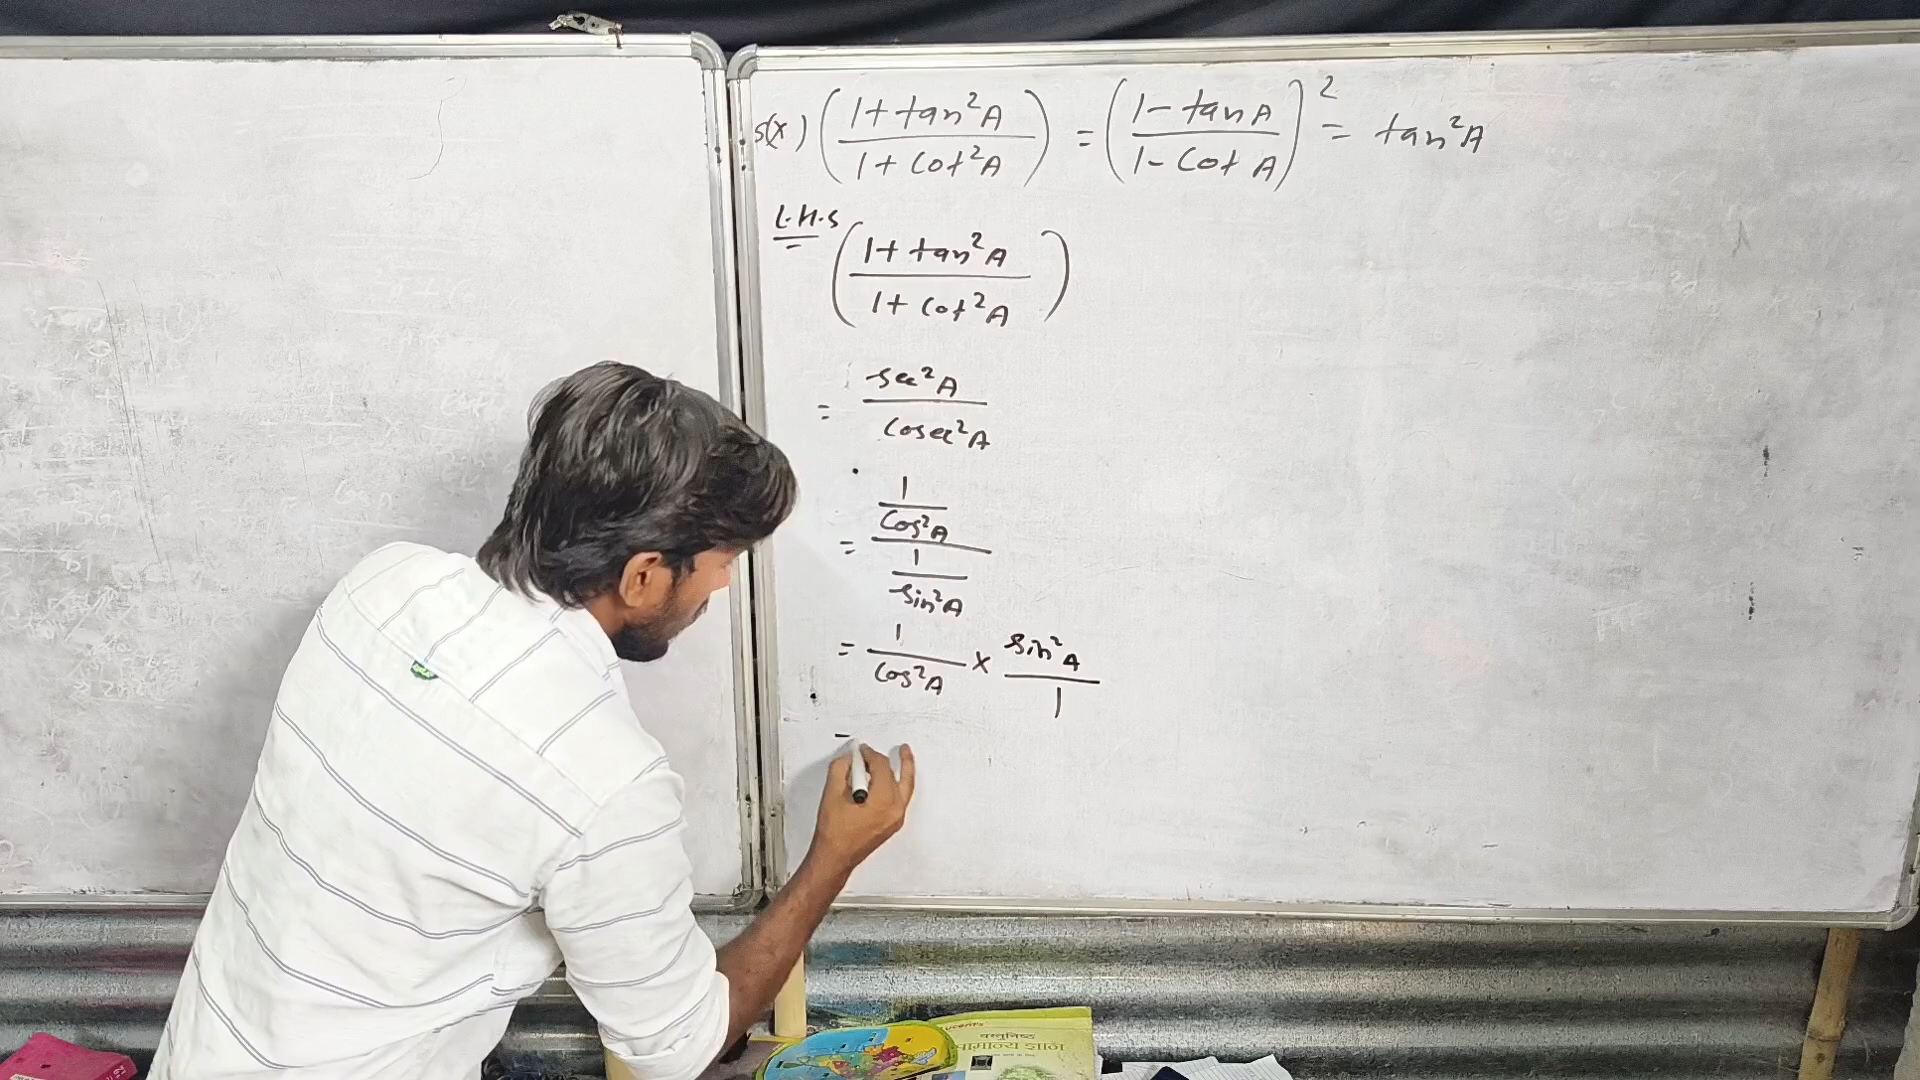 5(x) (1+tan²A / 1+cot²A) = (1-tanA / 1-cotA)² = tan²A
L.H.S
(1+tan²A / 1+cot²A)
= sec²A / cosec²A
= 1/cos²A / 1/sin²A
= 1/cos²A × sin²A/1
=
वस्तुनिष्ठ
सामान्य ज्ञान